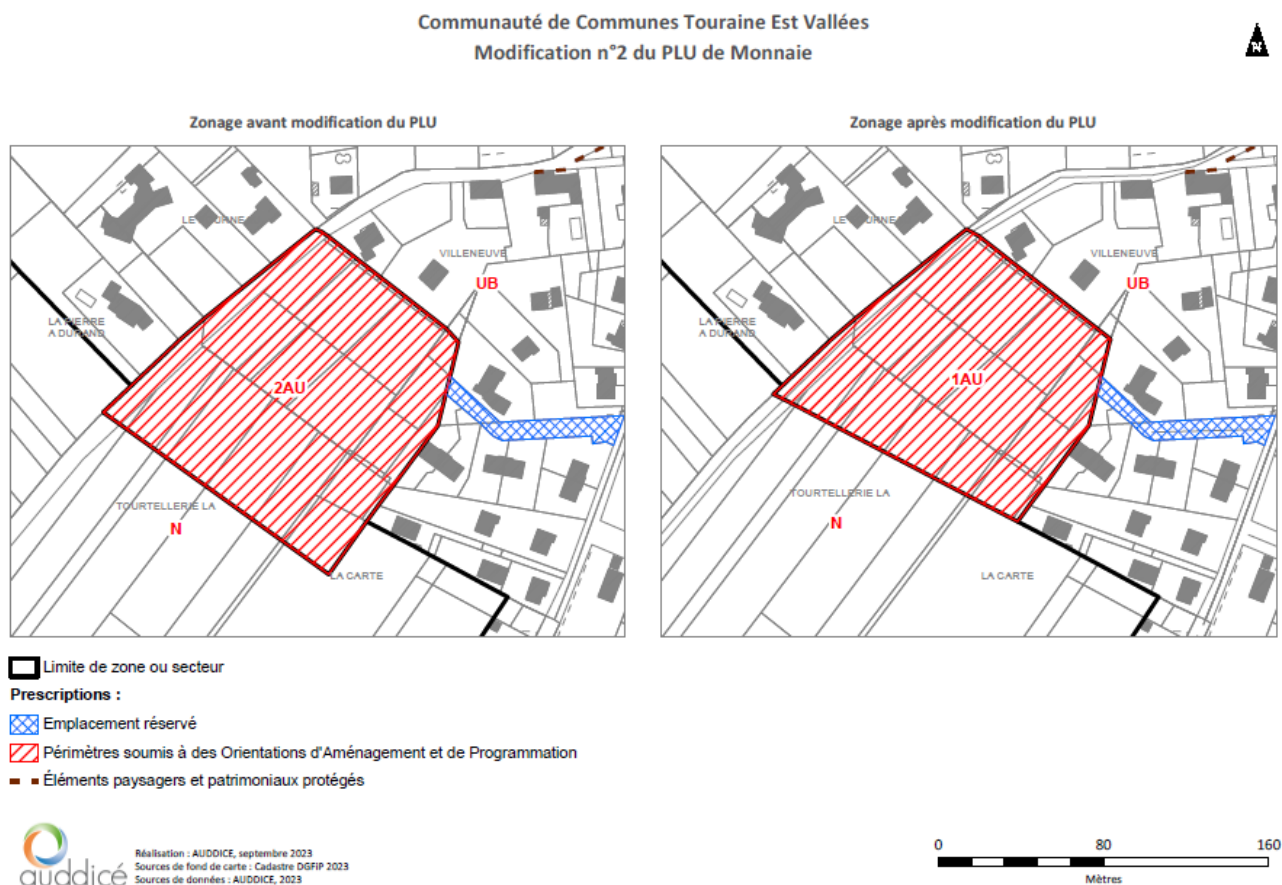 Communauté de Communes Touraine Est Vallées
Modification n°2 du PLU de Monnaie
N
Zonage avant modification du PLU
Zonage après modification du PLU
VILLENEUVE
UB
LA PIERRE
A DURAND
2AU
TOURTELLERIE LA
N
LA CARTE
VILLENEUVE
UB
LA PIERRE
A DURAND
1AU
TOURTELLERIE LA
N
LA CARTE
Limite de zone ou secteur
Prescriptions :
Emplacement réservé
Périmètres soumis à des Orientations d'Aménagement et de Programmation
Éléments paysagers et patrimoniaux protégés
auddicé
Réalisation : AUDDICE, septembre 2023
Sources de fond de carte : Cadastre DGFiP 2023
Sources de données : AUDDICE, 2023
0 80 160
Mètres